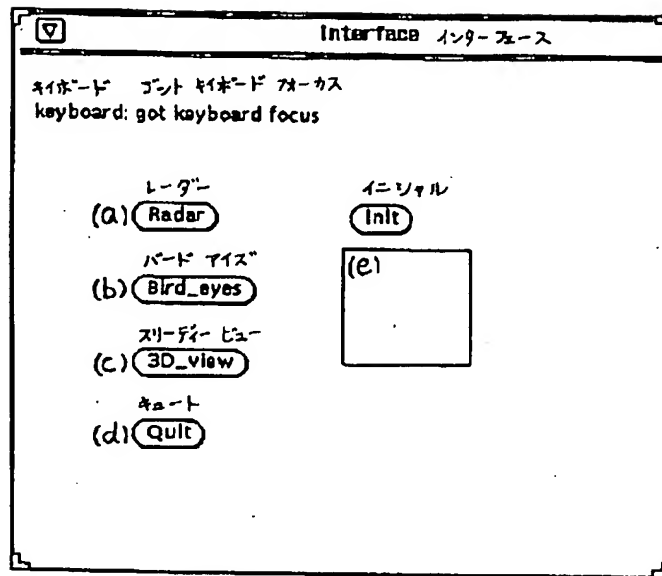 Interface インターフェース
キイボード ゴット キイボード フォーカス
keyboard: got keyboard focus
レーダー
(a) Radar
イニシャル
Init
バード アイズ
(b) Bird_eyes
(e)
スリーディー ビュー
(c) 3D_view
キュート
(d) Quit